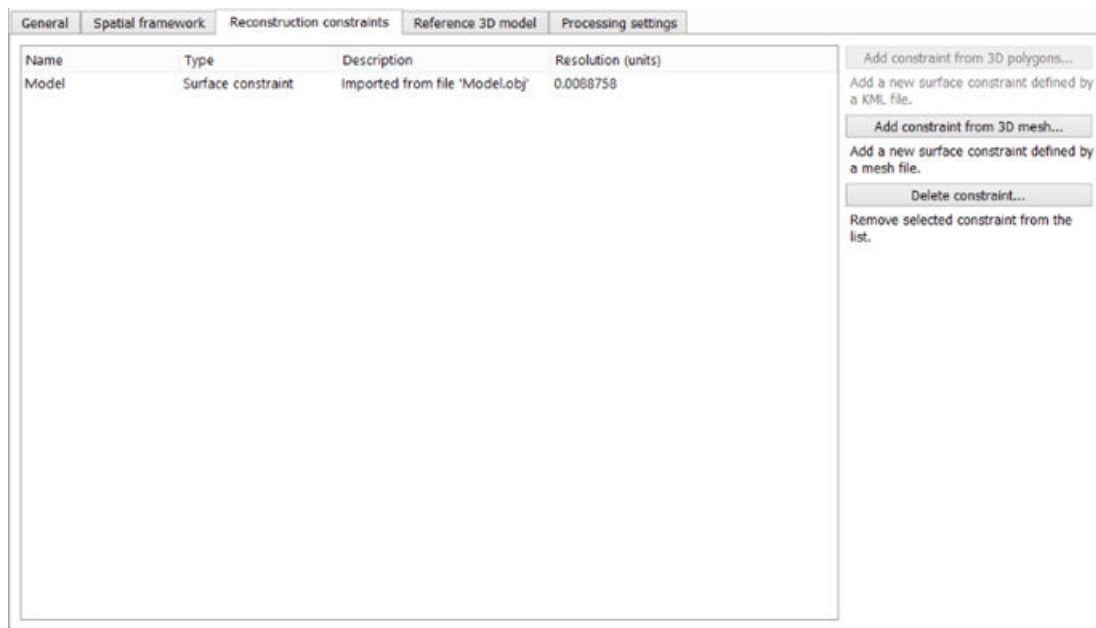 General Spatial framework Reconstruction constraints Reference 3D model Processing settings
Name Type Description Resolution (units)
Model Surface constraint Imported from file 'Model.obj' 0.0088758
Add constraint from 3D polygons...
Add a new surface constraint defined by
a KML file.
Add constraint from 3D mesh...
Add a new surface constraint defined by
a mesh file.
Delete constraint...
Remove selected constraint from the
list.